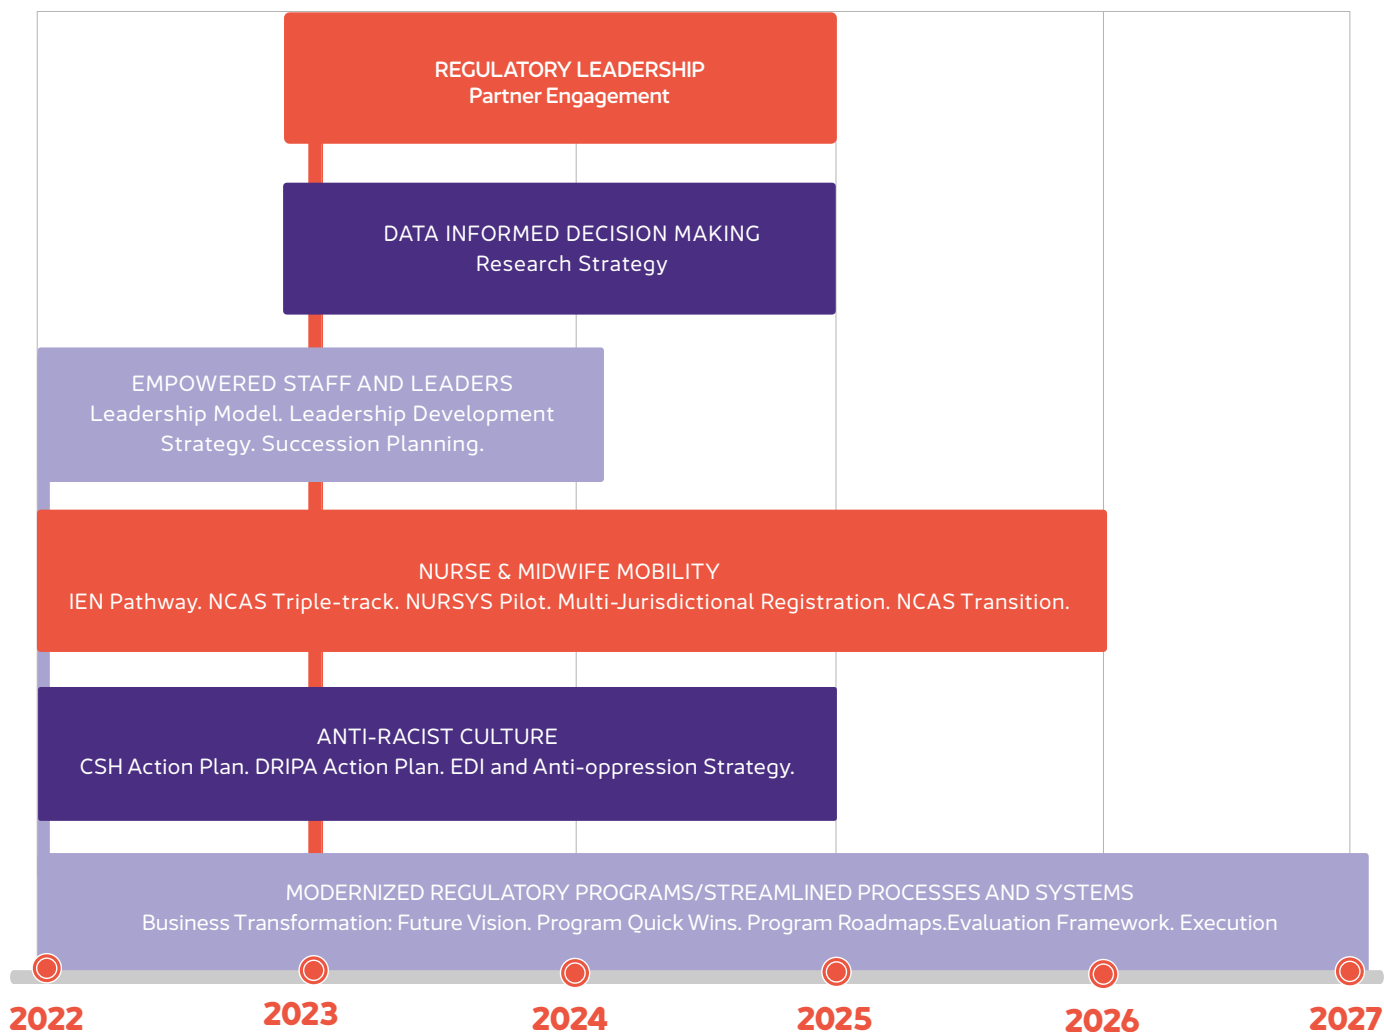 REGULATORY LEADERSHIP
Partner Engagement
DATA INFORMED DECISION MAKING
Research Strategy
EMPOWERED STAFF AND LEADERS
Leadership Model. Leadership Development
Strategy. Succession Planning.
NURSE & MIDWIFE MOBILITY
IEN Pathway. NCAS Triple-track. NURSYS Pilot. Multi-Jurisdictional Registration. NCAS Transition.
ANTI-RACIST CULTURE
CSH Action Plan. DRIPA Action Plan. EDI and Anti-oppression Strategy.
MODERNIZED REGULATORY PROGRAMS/STREAMLINED PROCESSES AND SYSTEMS
Business Transformation: Future Vision. Program Quick Wins. Program Roadmaps.Evaluation Framework. Execution
2022 2023 2024 2025 2026 2027